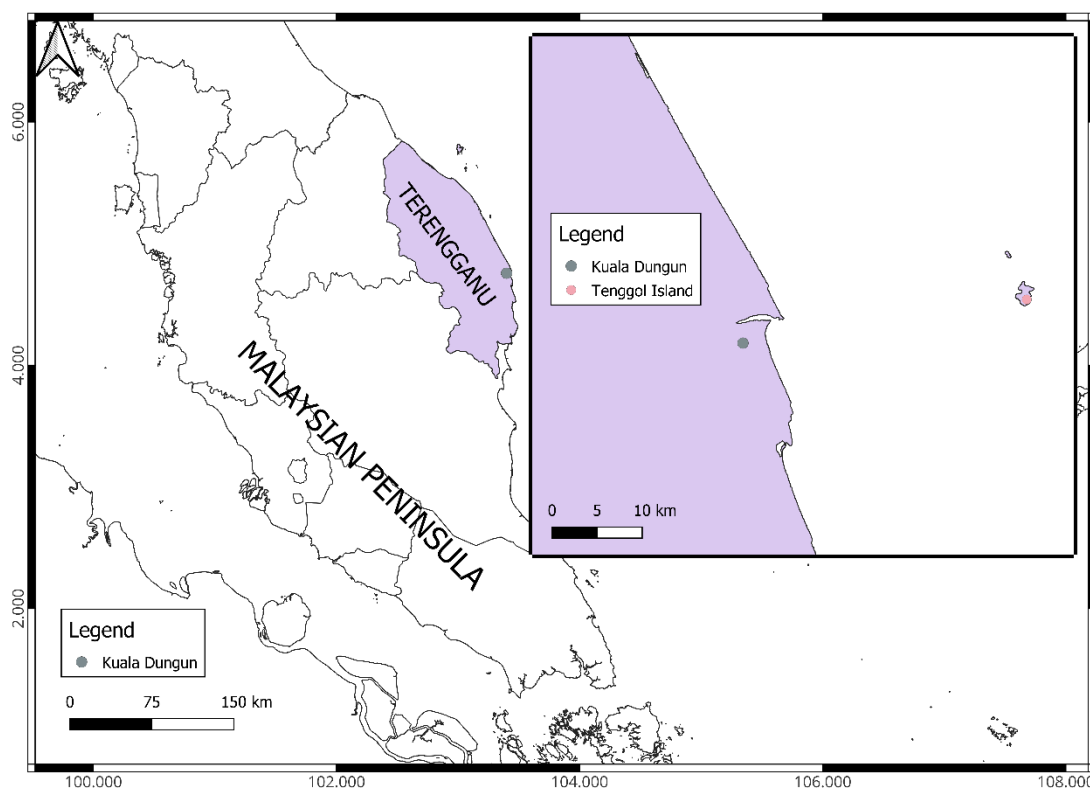 6.000
4.000
2.000
100.000
102.000
104.000
106.000
108.000
TERENGGANU
MALAYSIAN PENINSULA
Legend
Kuala Dungun
0 75 150 km
Legend
Kuala Dungun
Tenggol Island
0 5 10 km